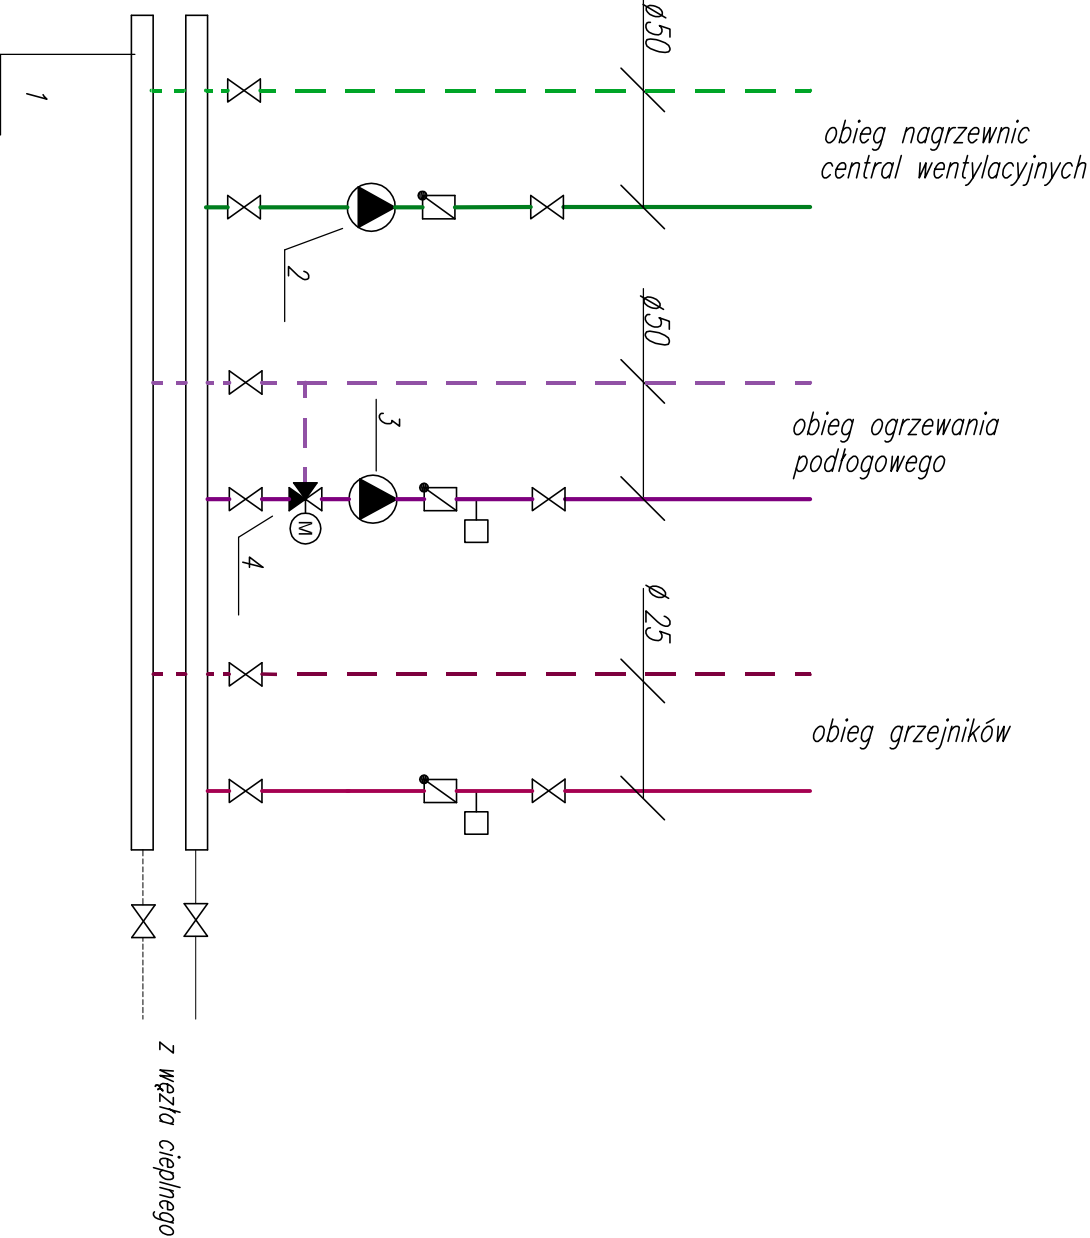 ø50
1
obieg nagrzewnic
central wentylacyjnych
2
ø50
3
obieg ogrzewania
podłogowego
M
4
ø 25
obieg grzejników
z węzła cieplnego